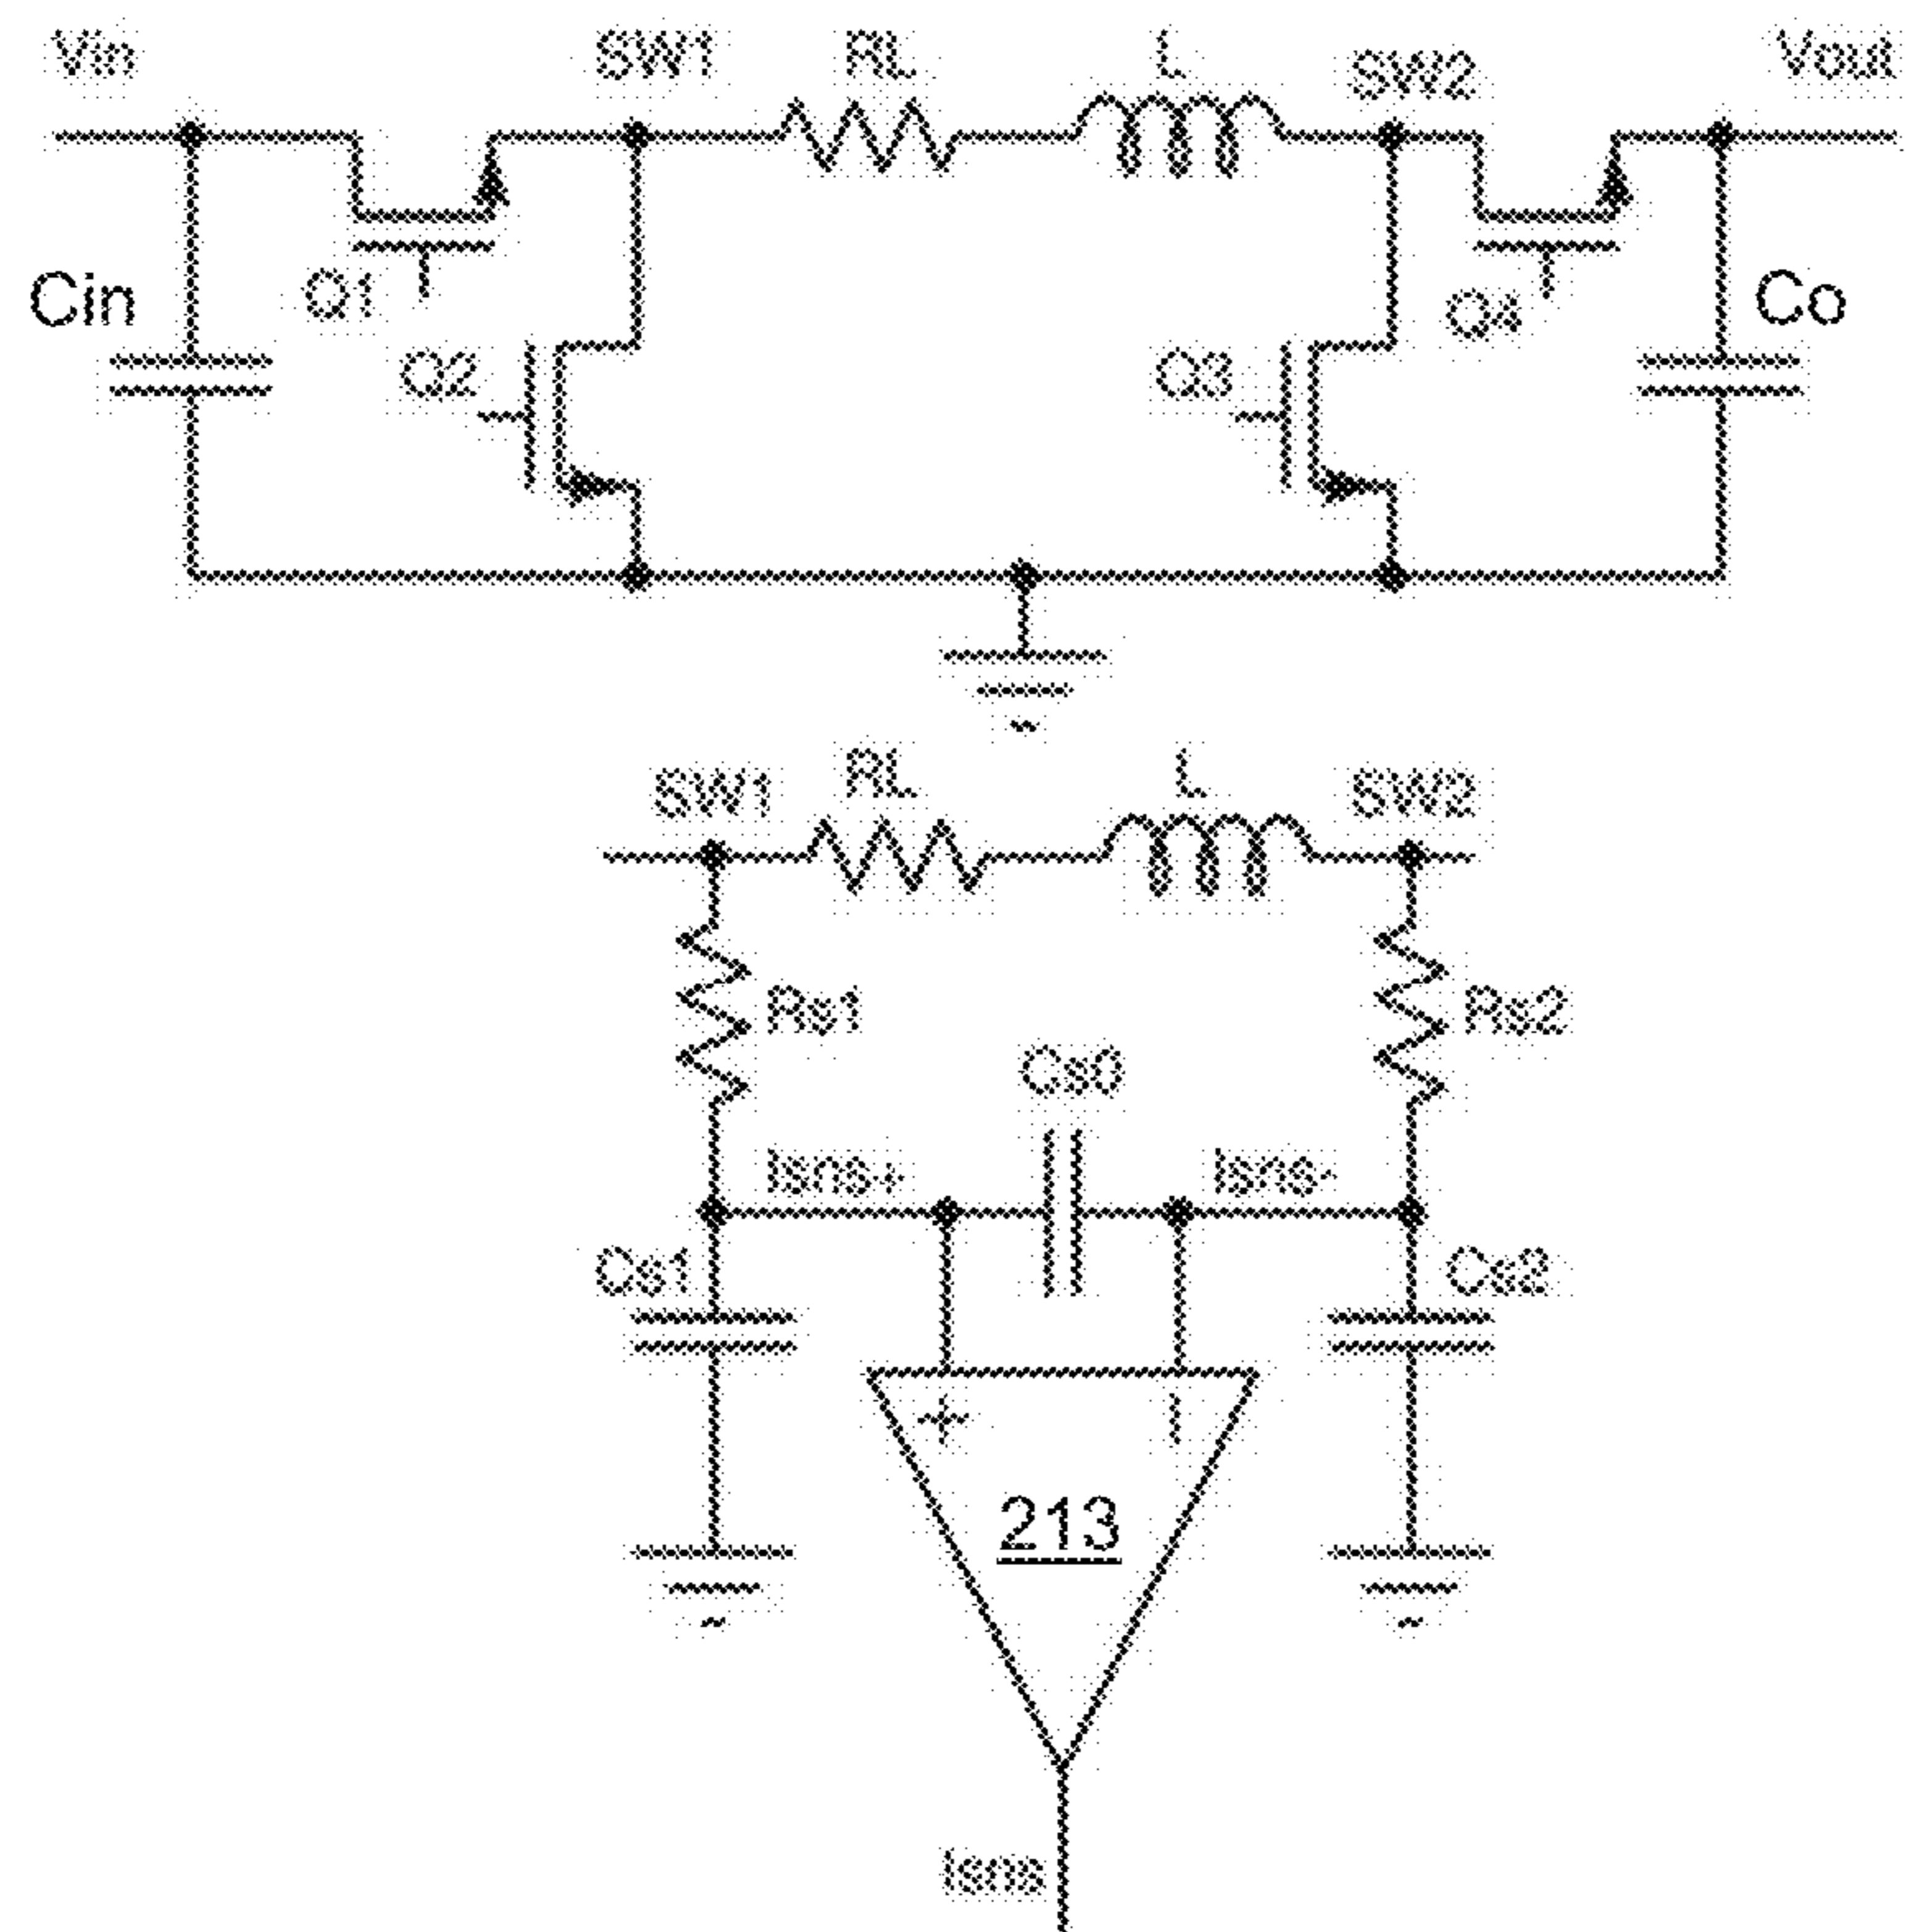 Vin SW1 RL L SW2 Vout
Cin Q1 Q4 Co
Q2 Q3
SW1 RL L SW2
Rs1 Rs2
Cs0
Isns+ Isns-
Cs1 Cs2
+ -
213
Isns